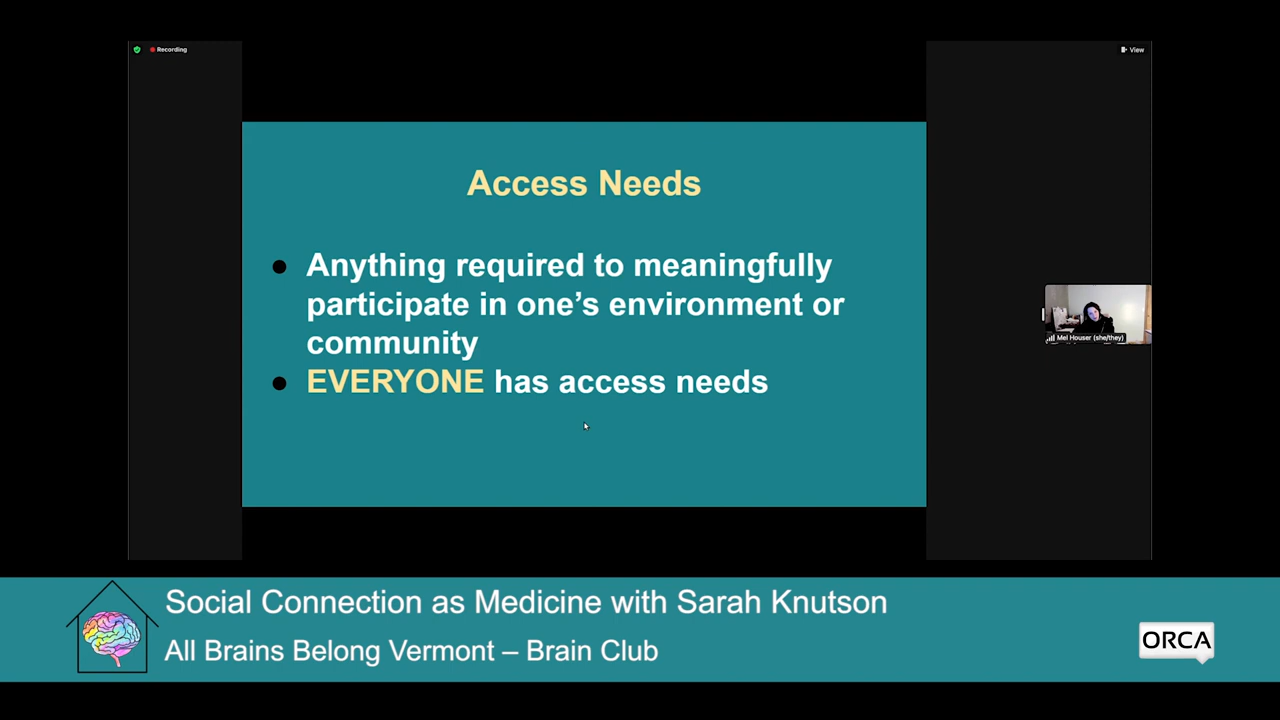 Recording
View
Access Needs
● Anything required to meaningfully
participate in one’s environment or
community
● EVERYONE has access needs
Mel Houser (she/they)
Social Connection as Medicine with Sarah Knutson
All Brains Belong Vermont – Brain Club
ORCA